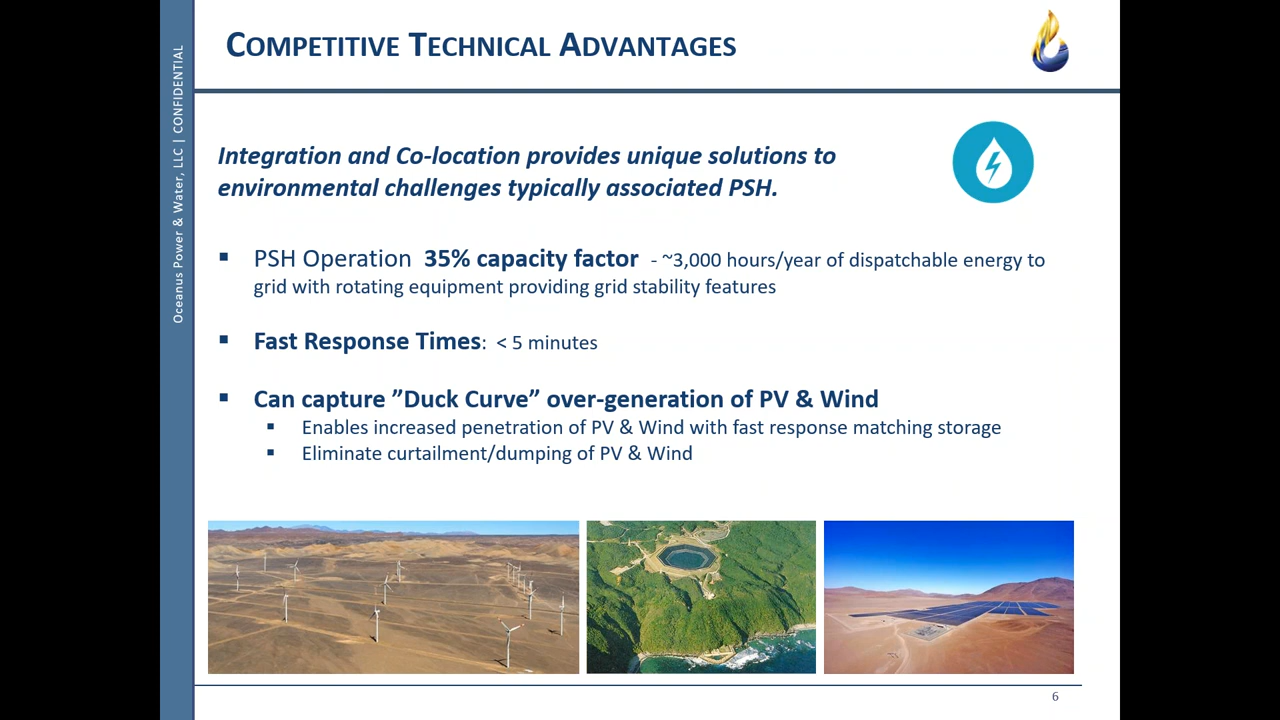 COMPETITIVE TECHNICAL ADVANTAGES
Oceanus Power & Water, LLC | CONFIDENTIAL
Integration and Co-location provides unique solutions to
environmental challenges typically associated PSH.
▪ PSH Operation 35% capacity factor - ~3,000 hours/year of dispatchable energy to
grid with rotating equipment providing grid stability features
▪ Fast Response Times: < 5 minutes
▪ Can capture ”Duck Curve” over-generation of PV & Wind
▪ Enables increased penetration of PV & Wind with fast response matching storage
▪ Eliminate curtailment/dumping of PV & Wind
6